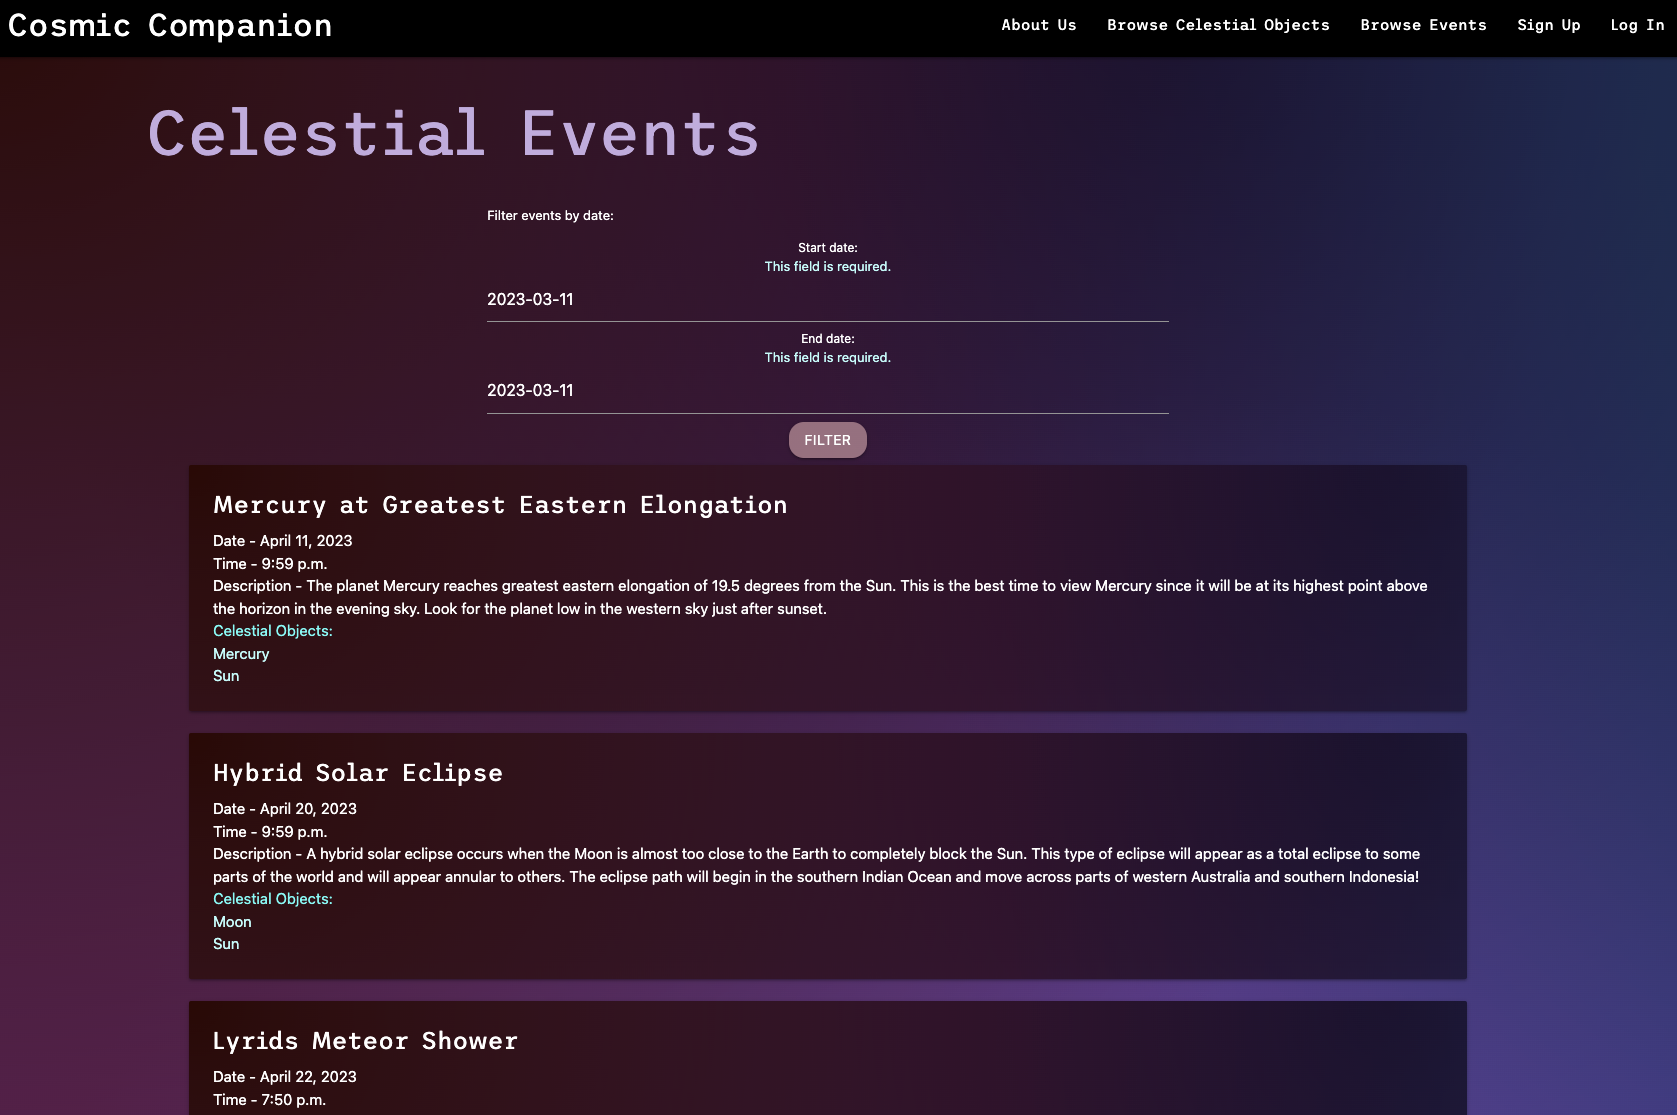 Cosmic Companion
About Us Browse Celestial Objects Browse Events Sign Up Log In
Celestial Events
Filter events by date:
Start date:
This field is required.
2023-03-11
End date:
This field is required.
2023-03-11
FILTER
Mercury at Greatest Eastern Elongation
Date - April 11, 2023
Time - 9:59 p.m.
Description - The planet Mercury reaches greatest eastern elongation of 19.5 degrees from the Sun. This is the best time to view Mercury since it will be at its highest point above
the horizon in the evening sky. Look for the planet low in the western sky just after sunset.
Celestial Objects:
Mercury
Sun
Hybrid Solar Eclipse
Date - April 20, 2023
Time - 9:59 p.m.
Description - A hybrid solar eclipse occurs when the Moon is almost too close to the Earth to completely block the Sun. This type of eclipse will appear as a total eclipse to some
parts of the world and will appear annular to others. The eclipse path will begin in the southern Indian Ocean and move across parts of western Australia and southern Indonesia!
Celestial Objects:
Moon
Sun
Lyrids Meteor Shower
Date - April 22, 2023
Time - 7:50 p.m.